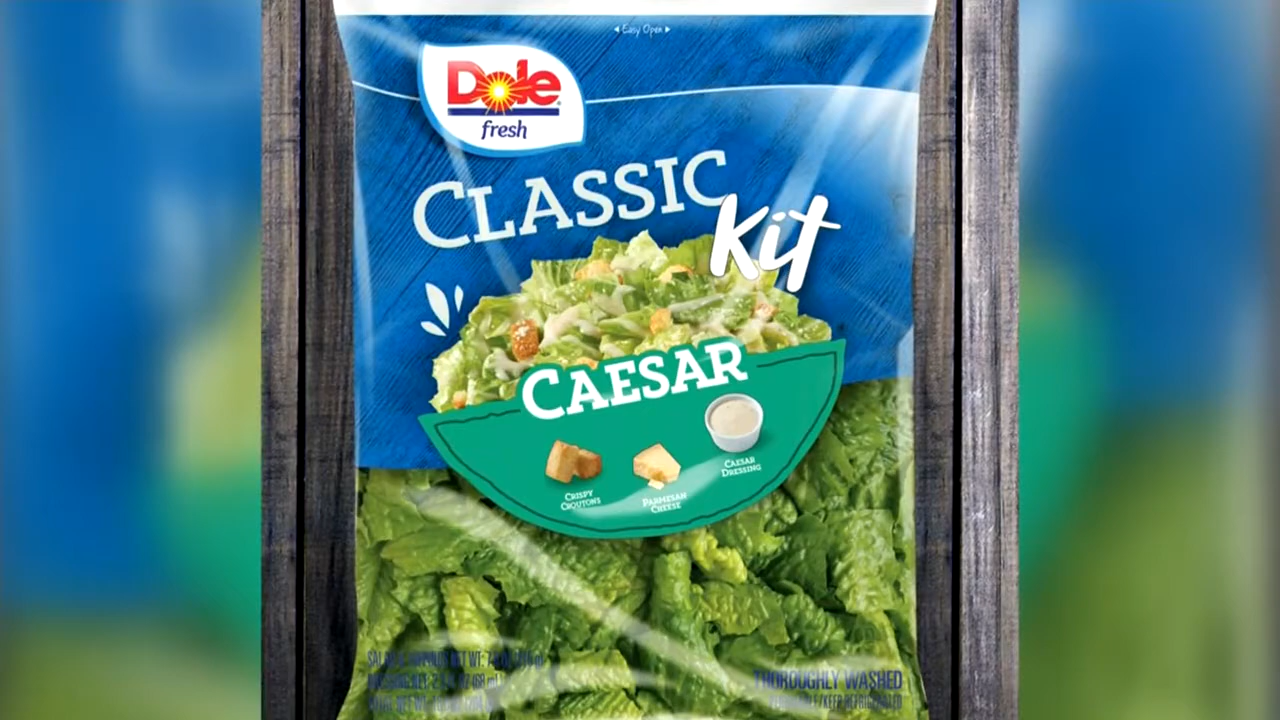 Easy Open
Dole
fresh
CLASSIC
Kit
CAESAR
CRISPY
CROUTONS
PARMESAN
CHEESE
CAESAR
DRESSING
THOROUGHLY WASHED